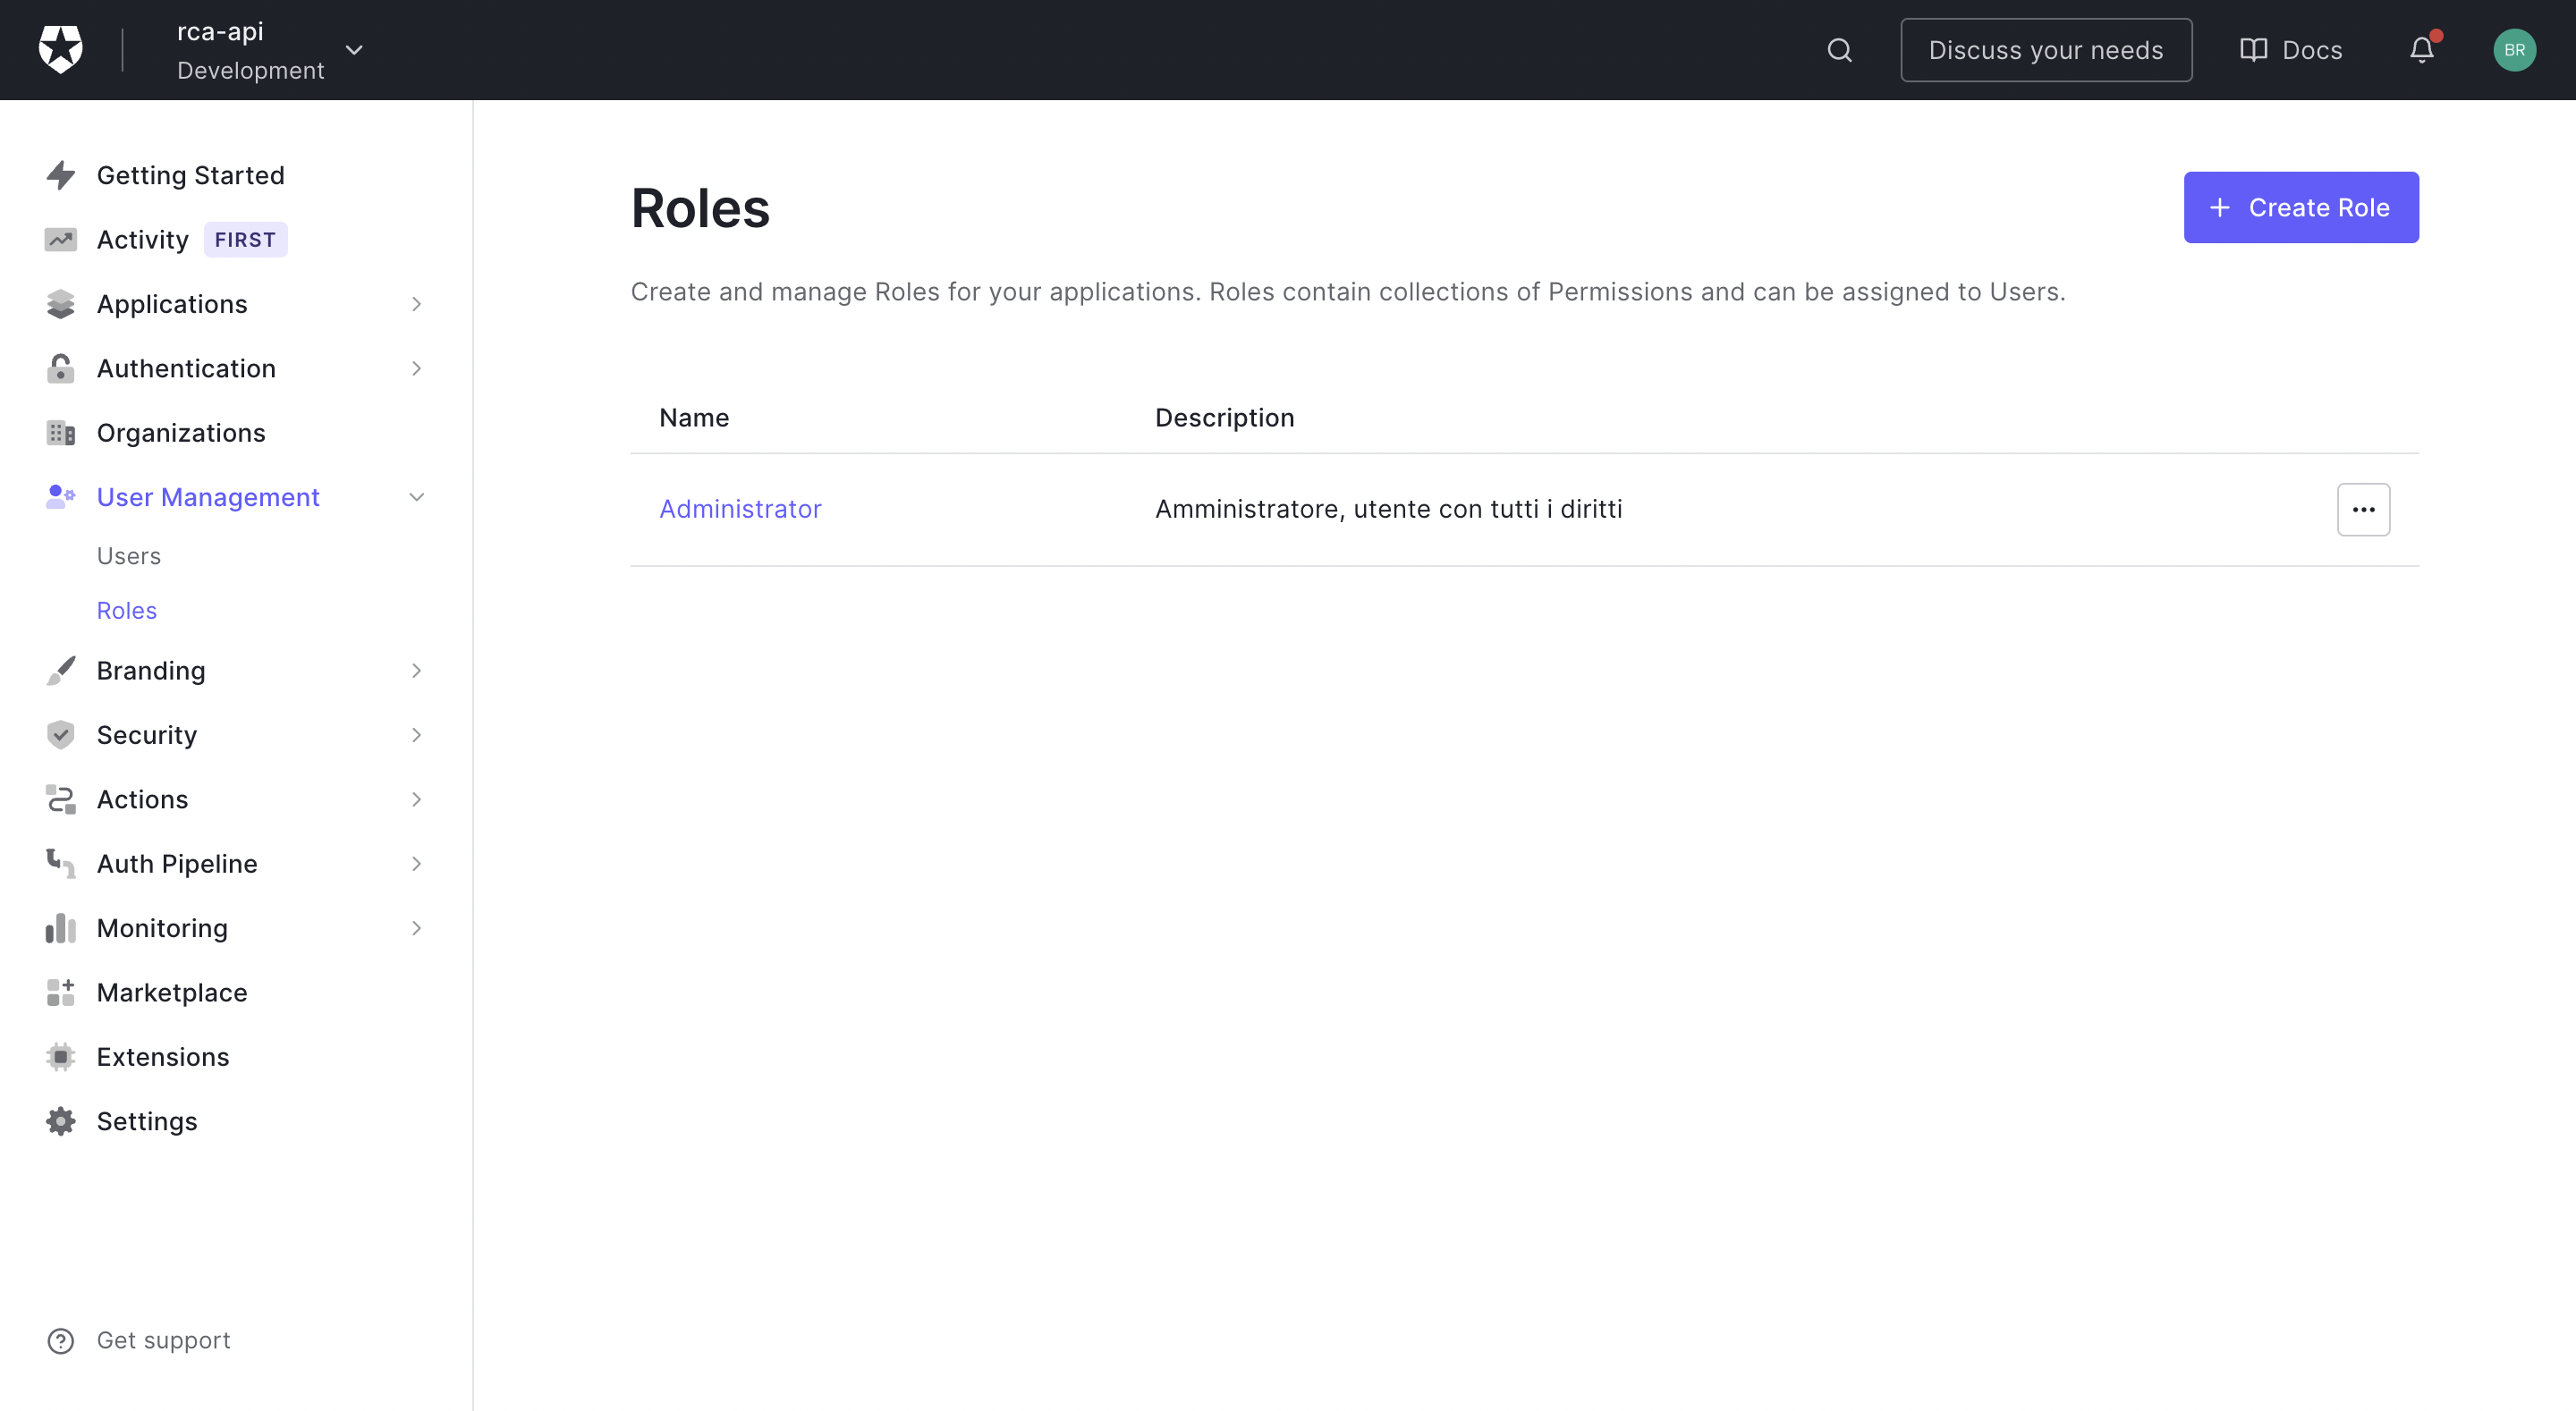 rca-api
Development
Discuss your needs
Docs
BR
Getting Started
Activity FIRST
Applications
Authentication
Organizations
User Management
Users
Roles
Branding
Security
Actions
Auth Pipeline
Monitoring
Marketplace
Extensions
Settings
Get support
Roles
+ Create Role
Create and manage Roles for your applications. Roles contain collections of Permissions and can be assigned to Users.
Name Description
Administrator Amministratore, utente con tutti i diritti